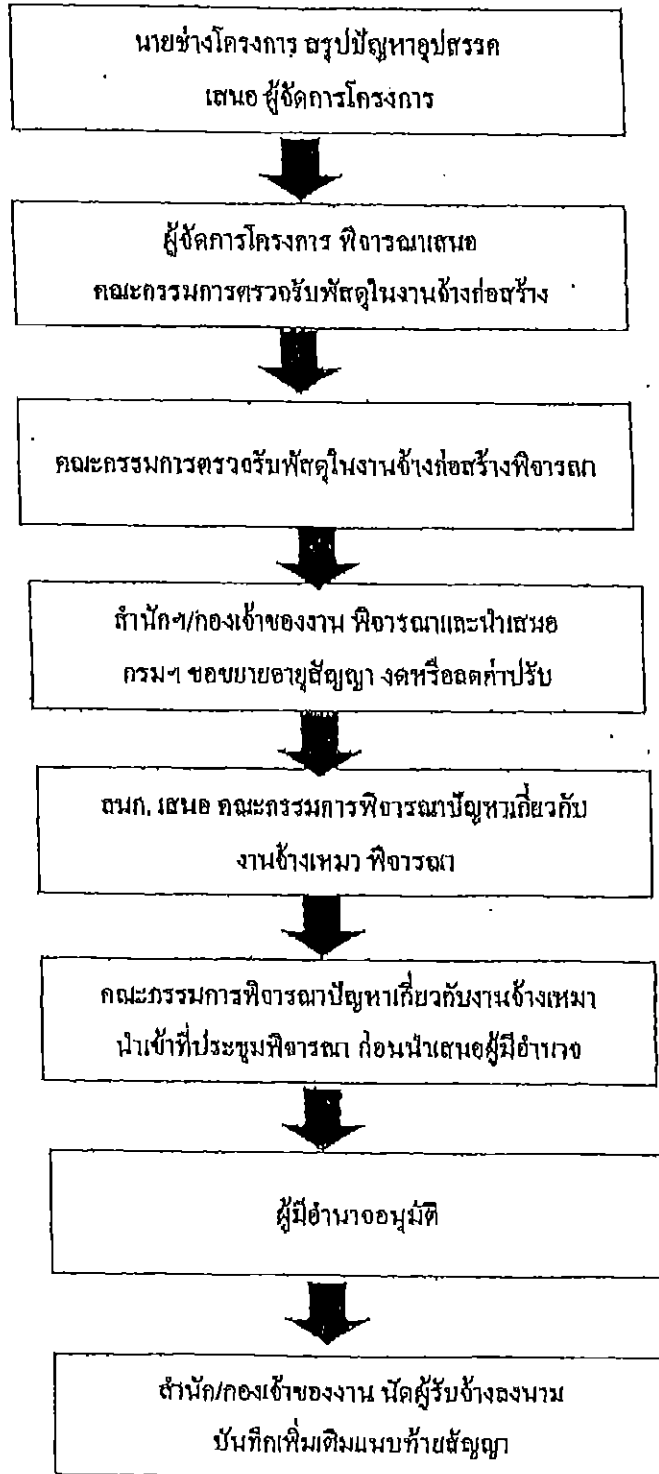 นายช่างโครงการ สรุปปัญหาอุปสรรค
เสนอ ผู้จัดการโครงการ
ผู้จัดการโครงการ พิจารณาเสนอ
คณะกรรมการตรวจรับพัสดุในงานจ้างก่อสร้าง
คณะกรรมการตรวจรับพัสดุในงานจ้างก่อสร้างพิจารณา
สำนักฯ/กองเจ้าของงาน พิจารณาและนำเสนอ
กรมฯ ขอขยายอายุสัญญา งดหรือลดค่าปรับ
ลนก. เสนอ คณะกรรมการพิจารณาปัญหาเกี่ยวกับ
งานจ้างเหมา พิจารณา
คณะกรรมการพิจารณาปัญหาเกี่ยวกับงานจ้างเหมา
นำเข้าที่ประชุมพิจารณา ก่อนนำเสนอผู้มีอำนาจ
ผู้มีอำนาจอนุมัติ
สำนัก/กองเจ้าของงาน นัดผู้รับจ้างลงนาม
บันทึกเพิ่มเติมแนบท้ายสัญญา